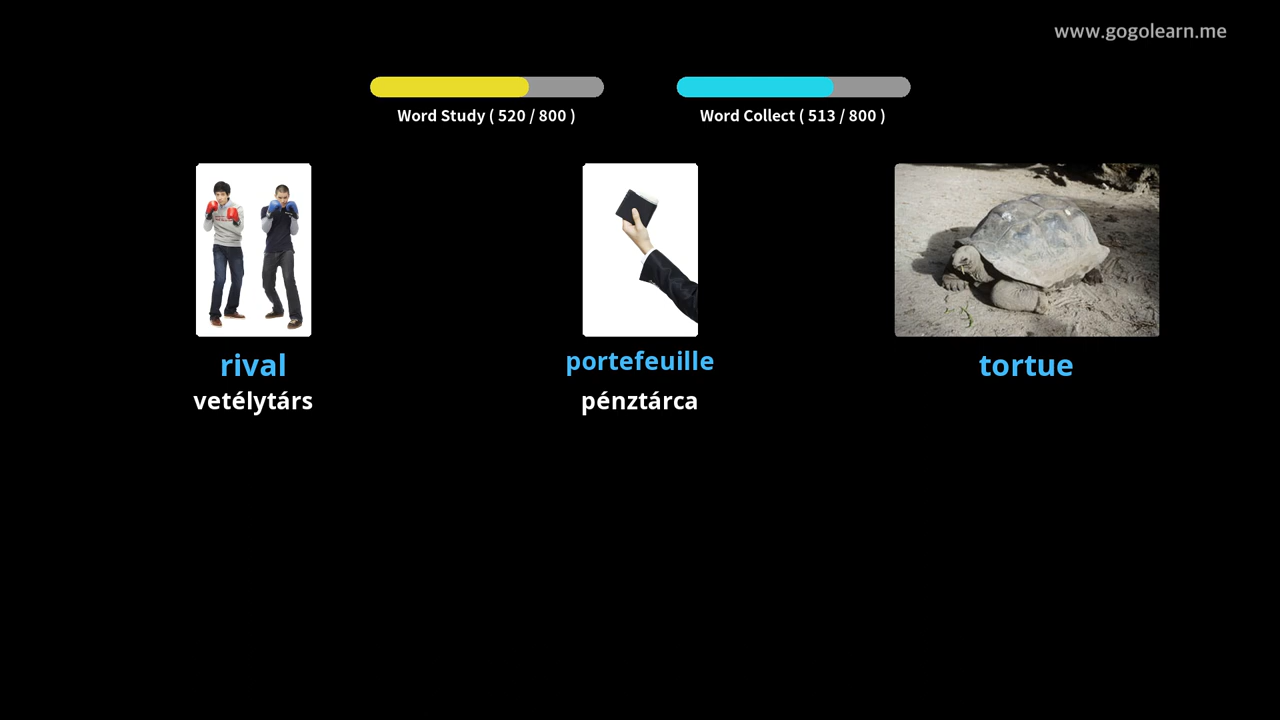 www.gogolearn.me
Word Study ( 520 / 800 )
Word Collect ( 513 / 800 )
rival
vetélytárs
portefeuille
pénztárca
tortue